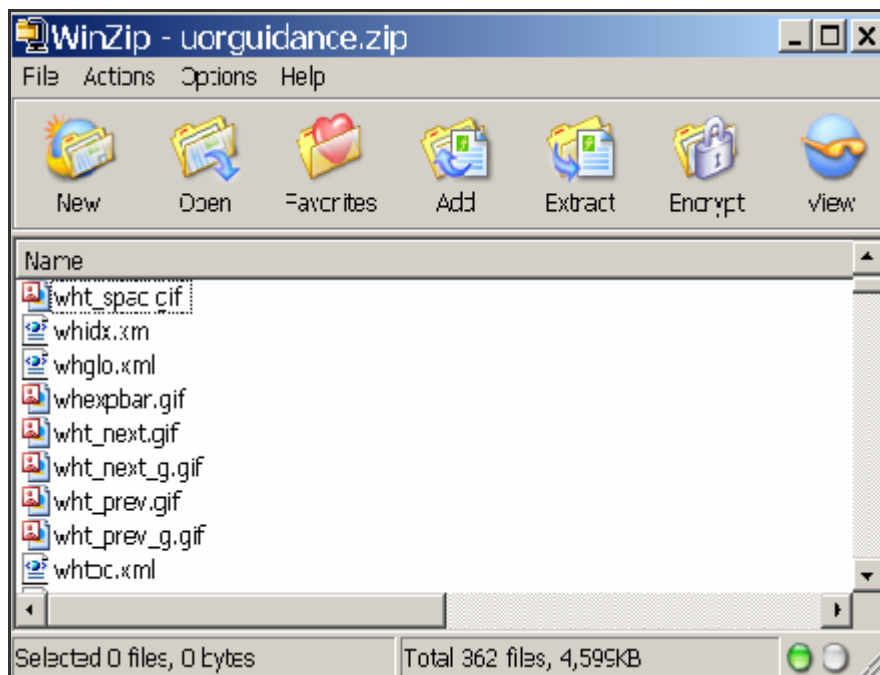 WinZip - uorguidance.zip
File Actions Options Help
New Open Favorites Add Extract Encrypt View
Name
wht_spac.gif
whidx.xm
whglo.xml
whexpbar.gif
wht_next.gif
wht_next_g.gif
wht_prev.gif
wht_prev_g.gif
whtoc.xml
Selected 0 files, 0 bytes Total 362 files, 4,599KB